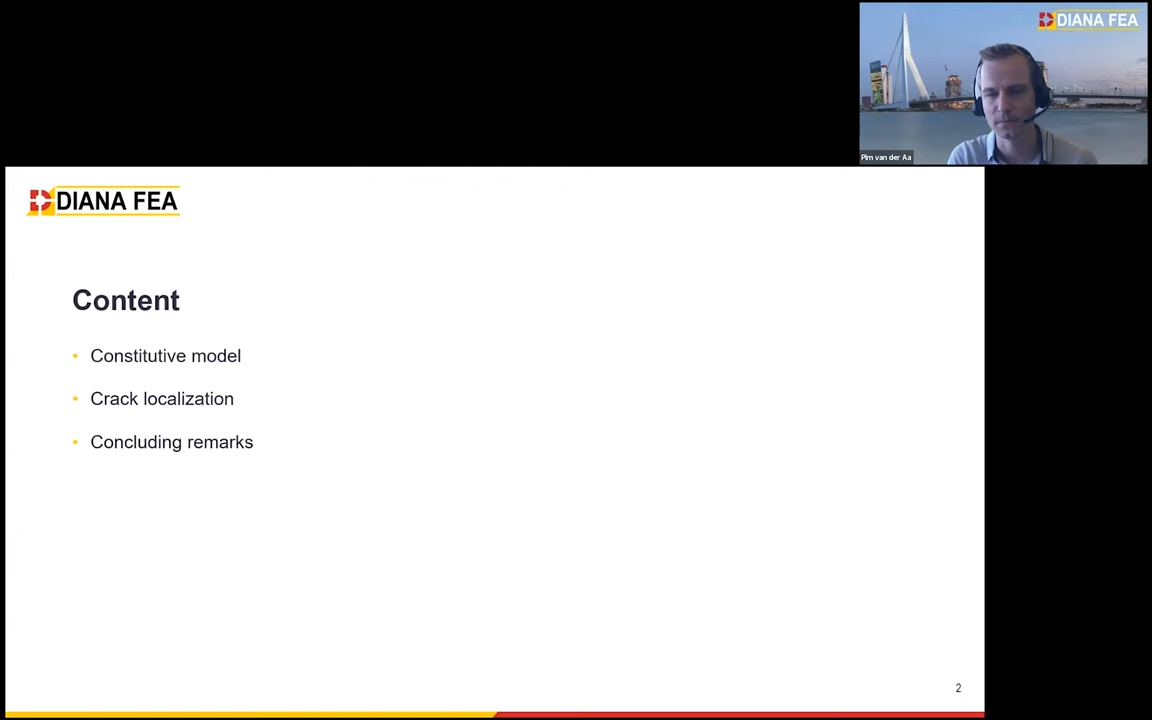 DIANA FEA
Pim van der Aa
DIANA FEA
Content
• Constitutive model
• Crack localization
• Concluding remarks
2